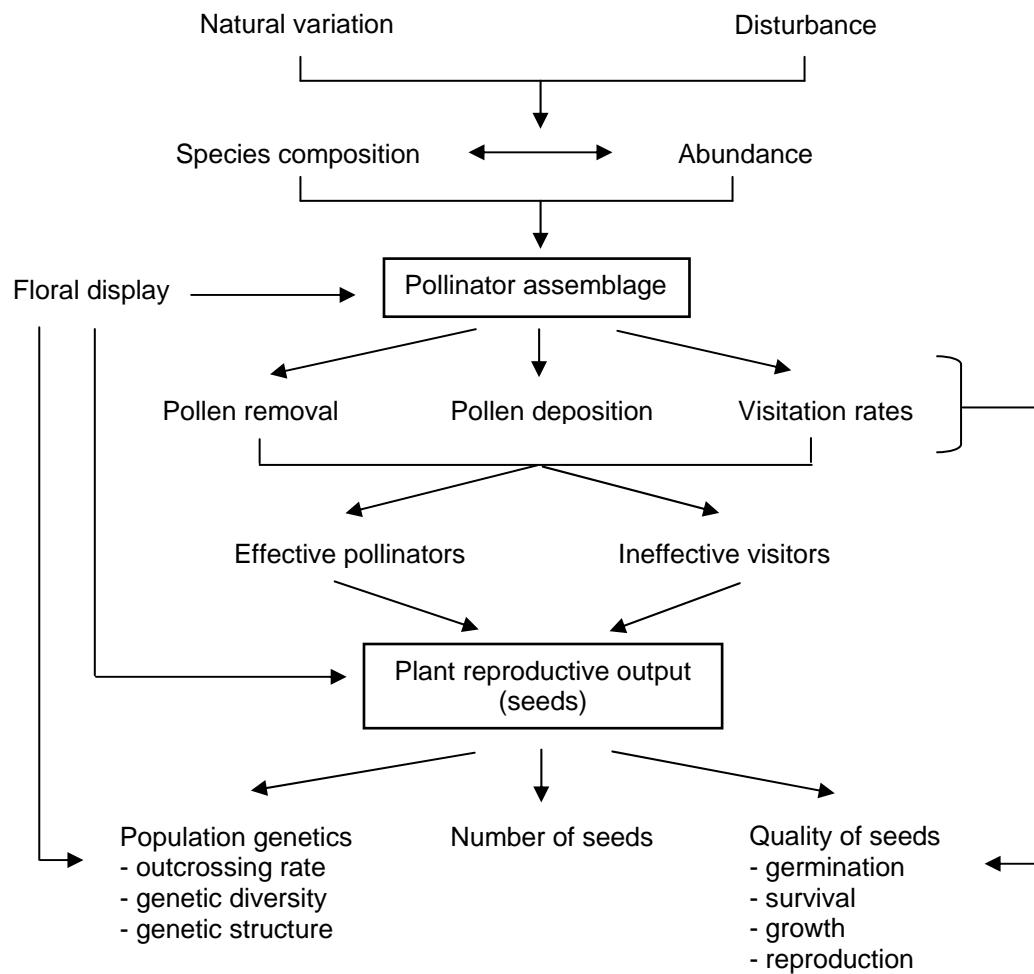 Natural variation
Disturbance
Species composition
Abundance
Floral display
Pollinator assemblage
Pollen removal
Pollen deposition
Visitation rates
Effective pollinators
Ineffective visitors
Plant reproductive output
(seeds)
Population genetics
- outcrossing rate
- genetic diversity
- genetic structure
Number of seeds
Quality of seeds
- germination
- survival
- growth
- reproduction